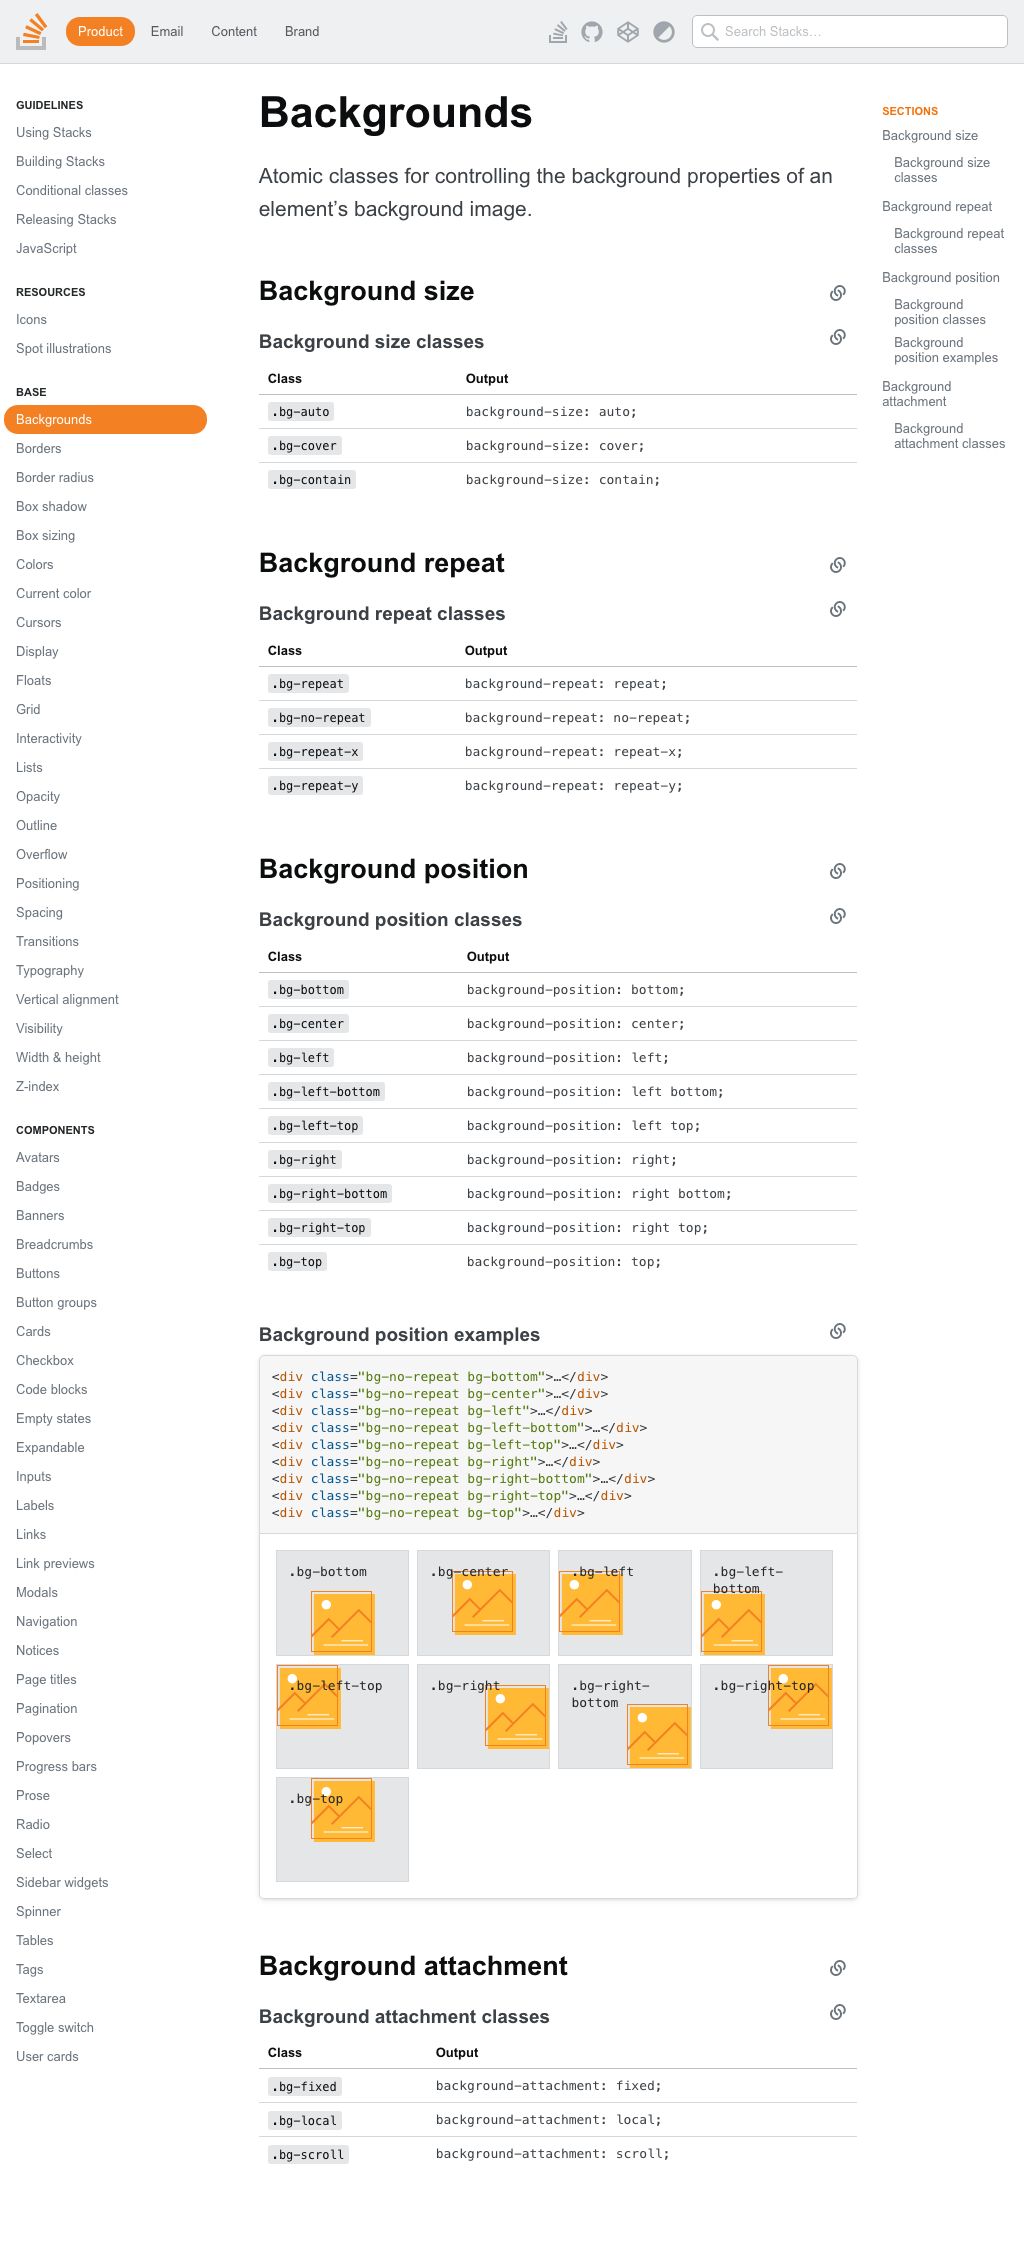 Product
Email
Content
Brand
Search Stacks…
GUIDELINES
Using Stacks
Building Stacks
Conditional classes
Releasing Stacks
JavaScript
RESOURCES
Icons
Spot illustrations
BASE
Backgrounds
Borders
Border radius
Box shadow
Box sizing
Colors
Current color
Cursors
Display
Floats
Grid
Interactivity
Lists
Opacity
Outline
Overflow
Positioning
Spacing
Transitions
Typography
Vertical alignment
Visibility
Width & height
Z-index
COMPONENTS
Avatars
Badges
Banners
Breadcrumbs
Buttons
Button groups
Cards
Checkbox
Code blocks
Empty states
Expandable
Inputs
Labels
Links
Link previews
Modals
Navigation
Notices
Page titles
Pagination
Popovers
Progress bars
Prose
Radio
Select
Sidebar widgets
Spinner
Tables
Tags
Textarea
Toggle switch
User cards
Backgrounds
Atomic classes for controlling the background properties of an
element’s background image.
Background size
Background size classes
Class Output
.bg-auto background-size: auto;
.bg-cover background-size: cover;
.bg-contain background-size: contain;
Background repeat
Background repeat classes
Class Output
.bg-repeat background-repeat: repeat;
.bg-no-repeat background-repeat: no-repeat;
.bg-repeat-x background-repeat: repeat-x;
.bg-repeat-y background-repeat: repeat-y;
Background position
Background position classes
Class Output
.bg-bottom background-position: bottom;
.bg-center background-position: center;
.bg-left background-position: left;
.bg-left-bottom background-position: left bottom;
.bg-left-top background-position: left top;
.bg-right background-position: right;
.bg-right-bottom background-position: right bottom;
.bg-right-top background-position: right top;
.bg-top background-position: top;
Background position examples
<div class="bg-no-repeat bg-bottom">…</div>
<div class="bg-no-repeat bg-center">…</div>
<div class="bg-no-repeat bg-left">…</div>
<div class="bg-no-repeat bg-left-bottom">…</div>
<div class="bg-no-repeat bg-left-top">…</div>
<div class="bg-no-repeat bg-right">…</div>
<div class="bg-no-repeat bg-right-bottom">…</div>
<div class="bg-no-repeat bg-right-top">…</div>
<div class="bg-no-repeat bg-top">…</div>
.bg-bottom
.bg-center
.bg-left
.bg-left-
bottom
.bg-left-top
.bg-right
.bg-right-
bottom
.bg-right-top
.bg-top
Background attachment
Background attachment classes
Class Output
.bg-fixed background-attachment: fixed;
.bg-local background-attachment: local;
.bg-scroll background-attachment: scroll;
SECTIONS
Background size
Background size
classes
Background repeat
Background repeat
classes
Background position
Background
position classes
Background
position examples
Background
attachment
Background
attachment classes